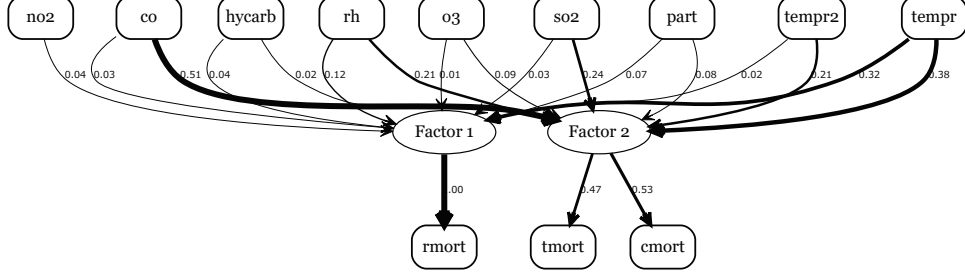 no2 co hycarb rh o3 so2 part tempr2 tempr
0.04 0.03 0.51 0.04 0.02 0.12 0.21 0.01 0.09 0.03 0.24 0.07 0.08 0.02 0.21 0.32 0.38
Factor 1 Factor 2
.00 0.47 0.53
rmort tmort cmort